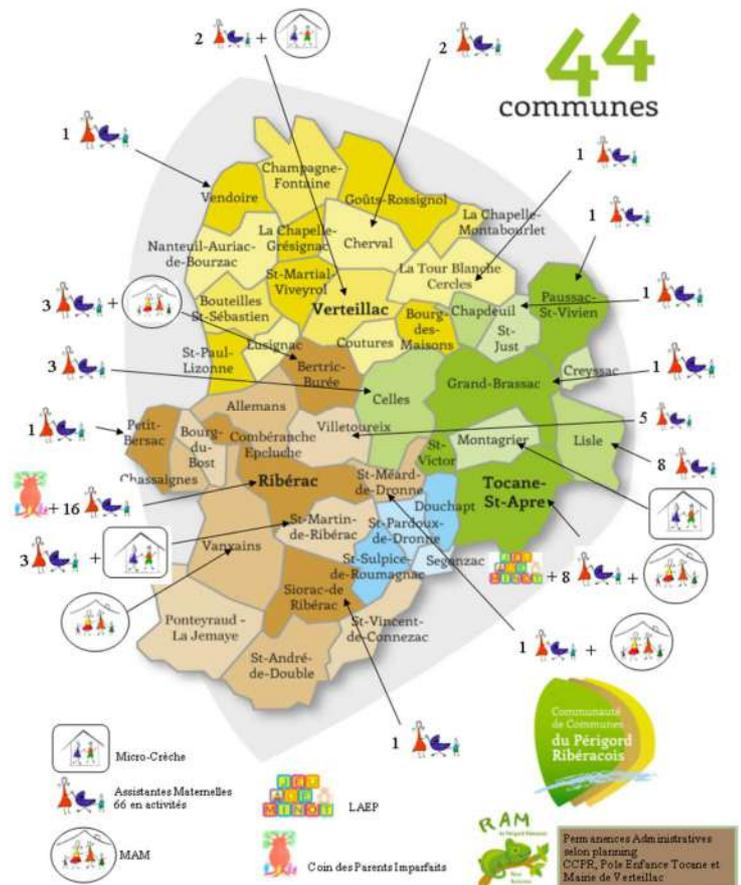 44
communes
2
+
2
1
1
1
Champagne-
Fontaine
Vendoire
Goûts-Rossignol
La Chapelle-
Montabourlet
La Chapelle-
Grésignac
Cherval
Nanteuil-Auriac-
de-Bourzac
La Tour Blanche
Cercles
St-Martial-
Viveyrol
Paussac-
St-Vivien
3
+
Bouteilles
St-Sébastien
Verteillac
Bourg-
des-
Maisons
Chapdeuil
1
St-
Just
Coutures
Lusignac
St-Paul-
Lizonne
3
Bertric-
Burée
Creyssac
1
Grand-Brassac
Celles
Allemans
1
Petit-
Bersac
Bourg-
du-
Bost
Villetoureix
5
Combéranche
Epeluche
Montagrier
Lisle
St-
Victor
8
Chassaignes
Ribérac
St-Méard-
de-Dronne
Tocane-
St-Apre
+ 16
Douchapt
St-Martin-
de-Ribérac
St-Pardoux-
de-Dronne
3
+
Vanxains
St-Sulpice-
de-Roumagnac
Segonzac
JEU
ADE
MINOT
+ 8
+
Siorac-de
Ribérac
Ponteyraud -
La Jemaye
St-Vincent-
de-Connezac
1
+
St-André-
de-Double
1
Communauté
de Communes
du Périgord
Ribéracois
Micro-Crèche
Assistantes Maternelles
66 en activités
JEU
ADE
MINOT
LAEP
MAM
Coin des Parents Imparfaits
RAM
Permanences Administratives
selon planning
CCPR, Pole Enfance Tocane et
Mairie de Verteillac